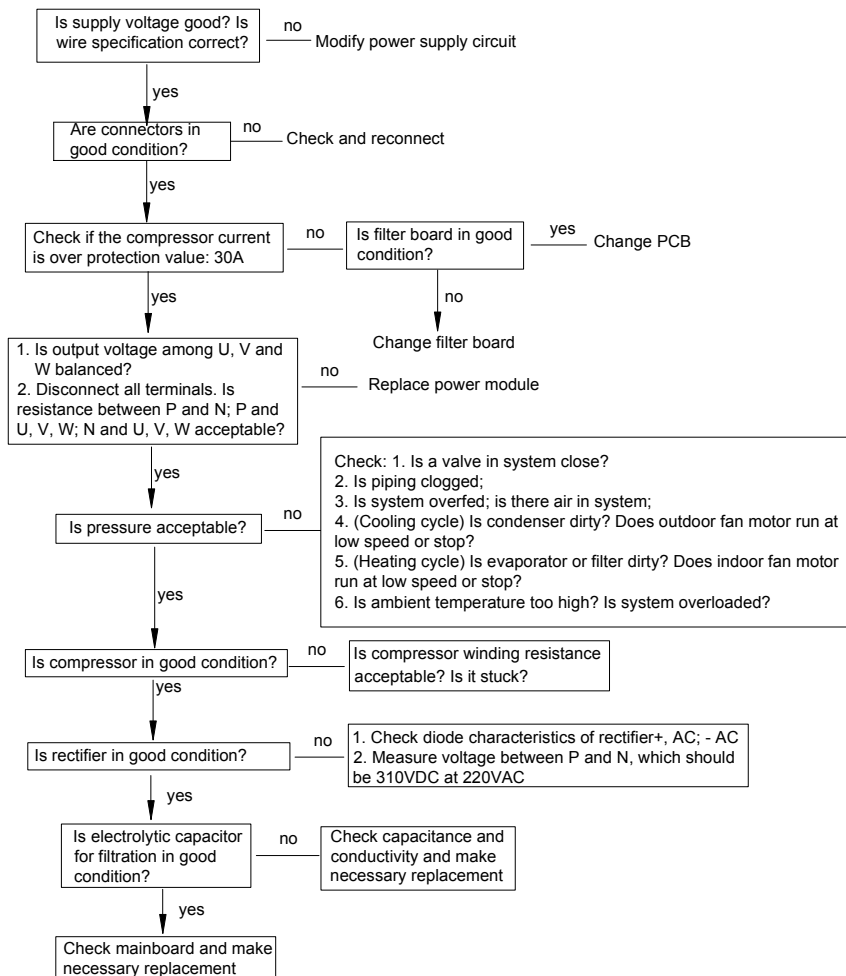 Is supply voltage good? Is
wire specification correct?
no
Modify power supply circuit
yes
Are connectors in
good condition?
no
Check and reconnect
yes
Check if the compressor current
is over protection value: 30A
no
Is filter board in good
condition?
yes
Change PCB
no
Change filter board
yes
1. Is output voltage among U, V and
W balanced?
2. Disconnect all terminals. Is
resistance between P and N; P and
U, V, W; N and U, V, W acceptable?
no
Replace power module
yes
Is pressure acceptable?
no
Check: 1. Is a valve in system close?
2. Is piping clogged;
3. Is system overfed; is there air in system;
4. (Cooling cycle) Is condenser dirty? Does outdoor fan motor run at
low speed or stop?
5. (Heating cycle) Is evaporator or filter dirty? Does indoor fan motor
run at low speed or stop?
6. Is ambient temperature too high? Is system overloaded?
yes
Is compressor in good condition?
no
Is compressor winding resistance
acceptable? Is it stuck?
yes
Is rectifier in good condition?
no
1. Check diode characteristics of rectifier+, AC; - AC
2. Measure voltage between P and N, which should
be 310VDC at 220VAC
yes
Is electrolytic capacitor
for filtration in good
condition?
no
Check capacitance and
conductivity and make
necessary replacement
yes
Check mainboard and make
necessary replacement